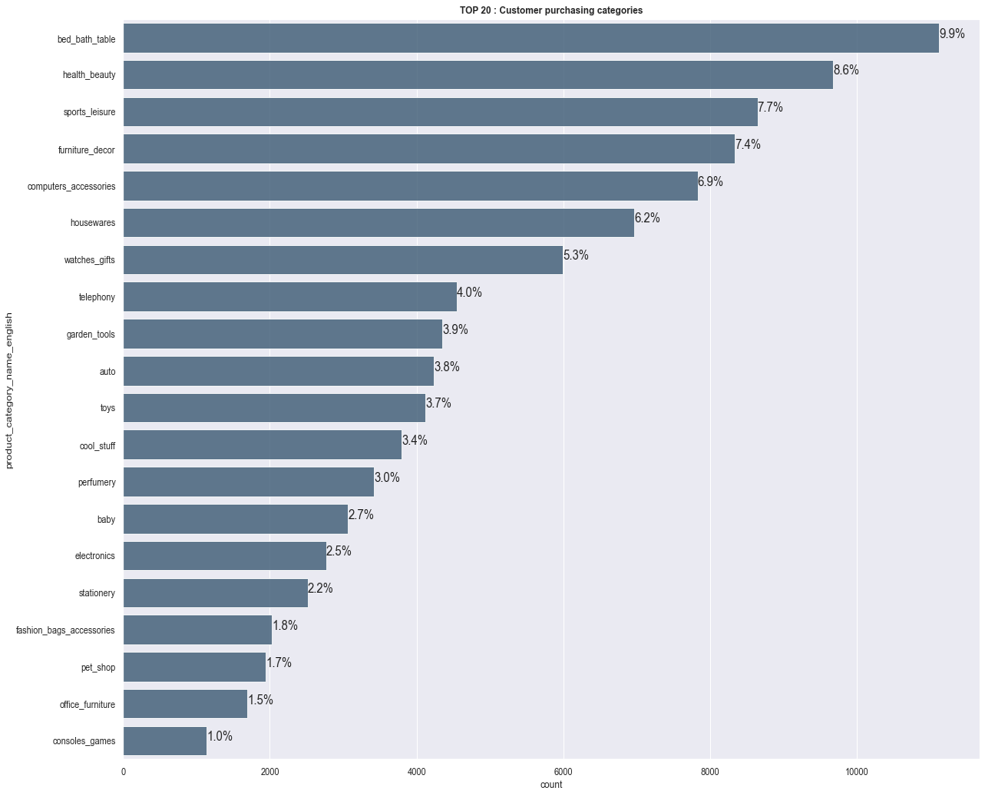 TOP 20 : Customer purchasing categories
bed_bath_table 9.9%
health_beauty 8.6%
sports_leisure 7.7%
furniture_decor 7.4%
computers_accessories 6.9%
housewares 6.2%
watches_gifts 5.3%
telephony 4.0%
garden_tools 3.9%
auto 3.8%
toys 3.7%
cool_stuff 3.4%
perfumery 3.0%
baby 2.7%
electronics 2.5%
stationery 2.2%
fashion_bags_accessories 1.8%
pet_shop 1.7%
office_furniture 1.5%
consoles_games 1.0%
product_category_name_english
0 2000 4000 6000 8000 10000
count